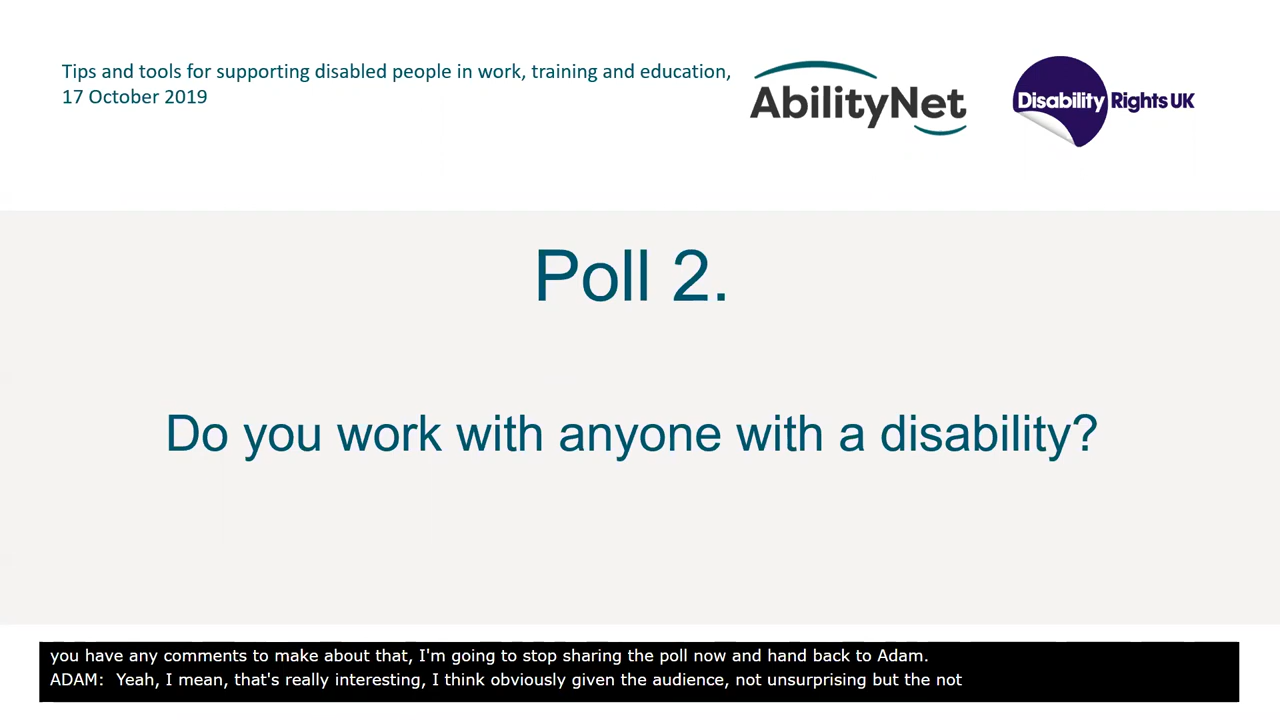 Tips and tools for supporting disabled people in work, training and education,
17 October 2019
AbilityNet
Disability Rights UK
Poll 2.
Do you work with anyone with a disability?
you have any comments to make about that, I'm going to stop sharing the poll now and hand back to Adam.
ADAM:  Yeah, I mean, that's really interesting, I think obviously given the audience, not unsurprising but the not